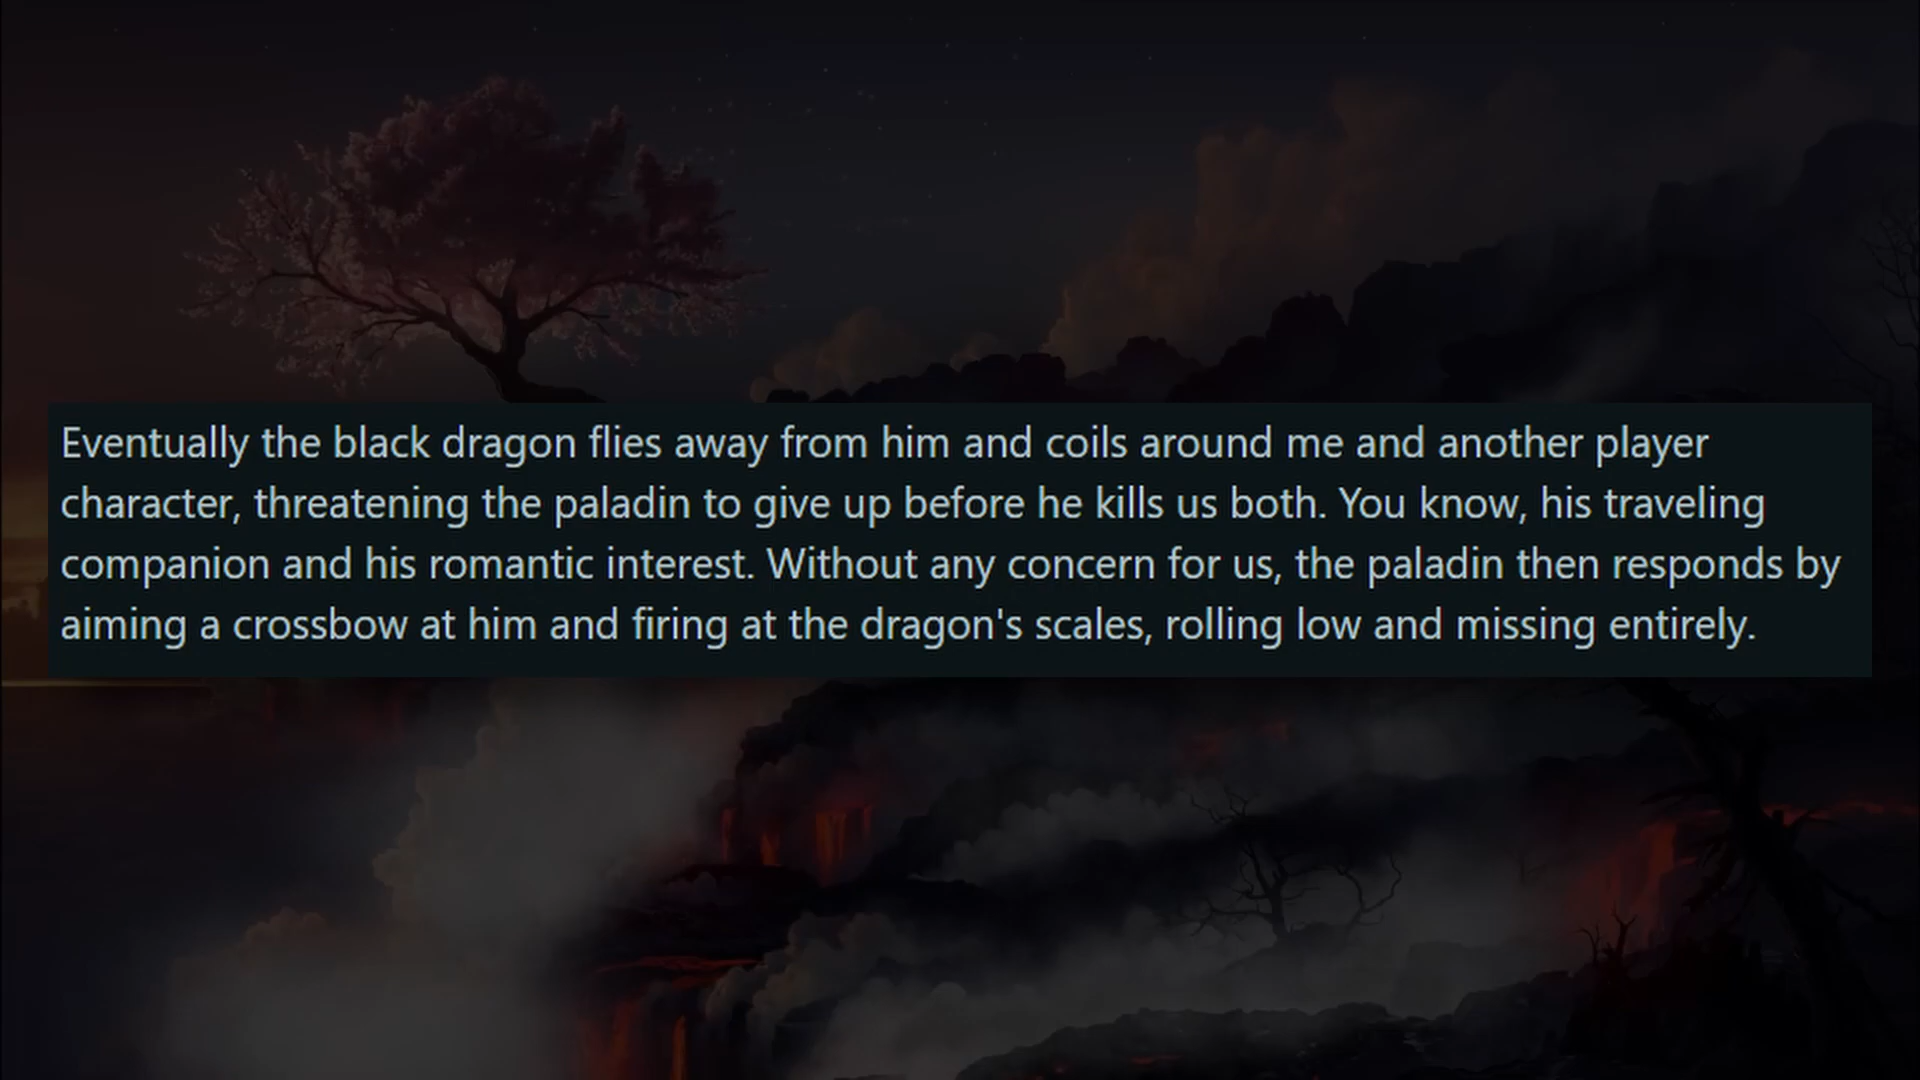 Eventually the black dragon flies away from him and coils around me and another player
character, threatening the paladin to give up before he kills us both. You know, his traveling
companion and his romantic interest. Without any concern for us, the paladin then responds by
aiming a crossbow at him and firing at the dragon's scales, rolling low and missing entirely.